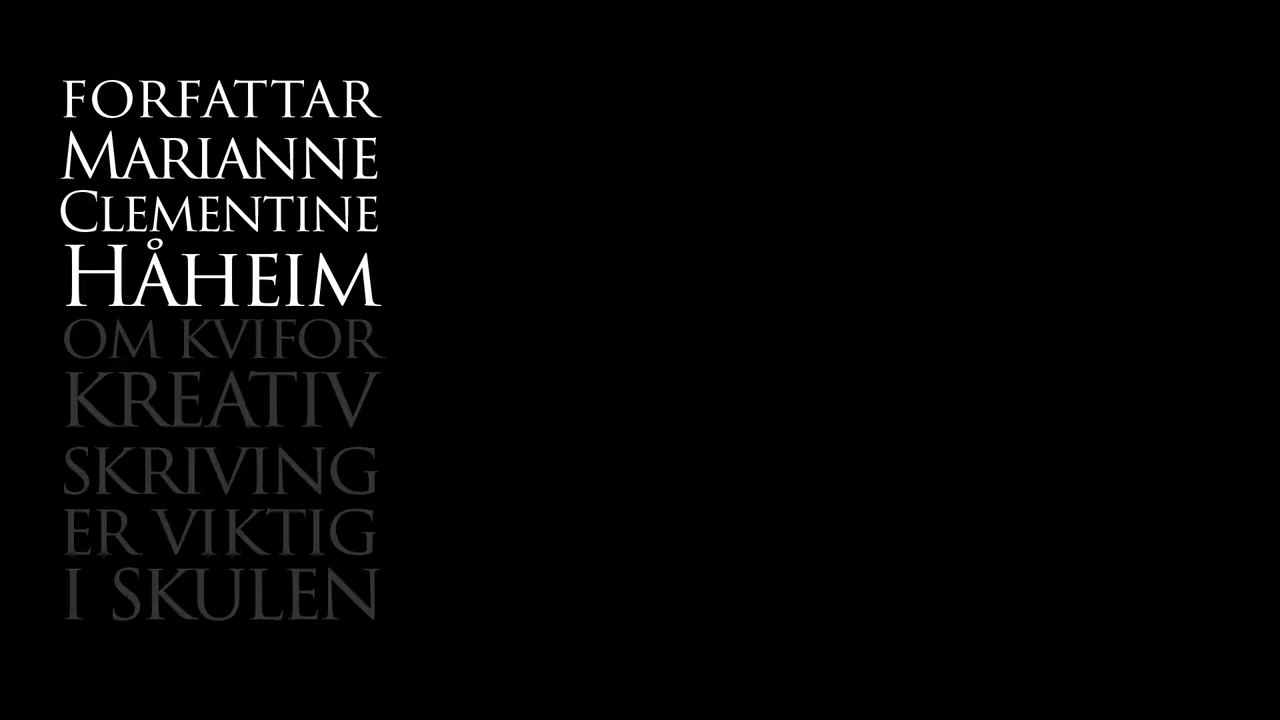 FORFATTAR
MARIANNE
CLEMENTINE
HÅHEIM
OM KVIFOR
KREATIV
SKRIVING
ER VIKTIG
I SKULEN